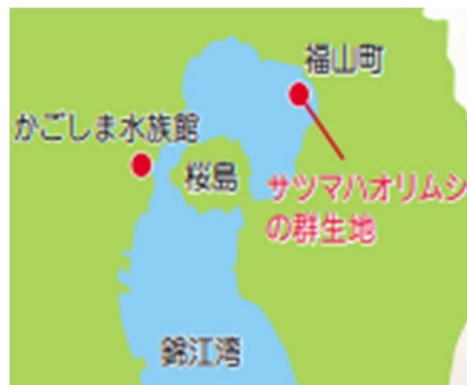 福山町
かごしま水族館
桜島
サツマハオリムシ
の群生地
錦江湾